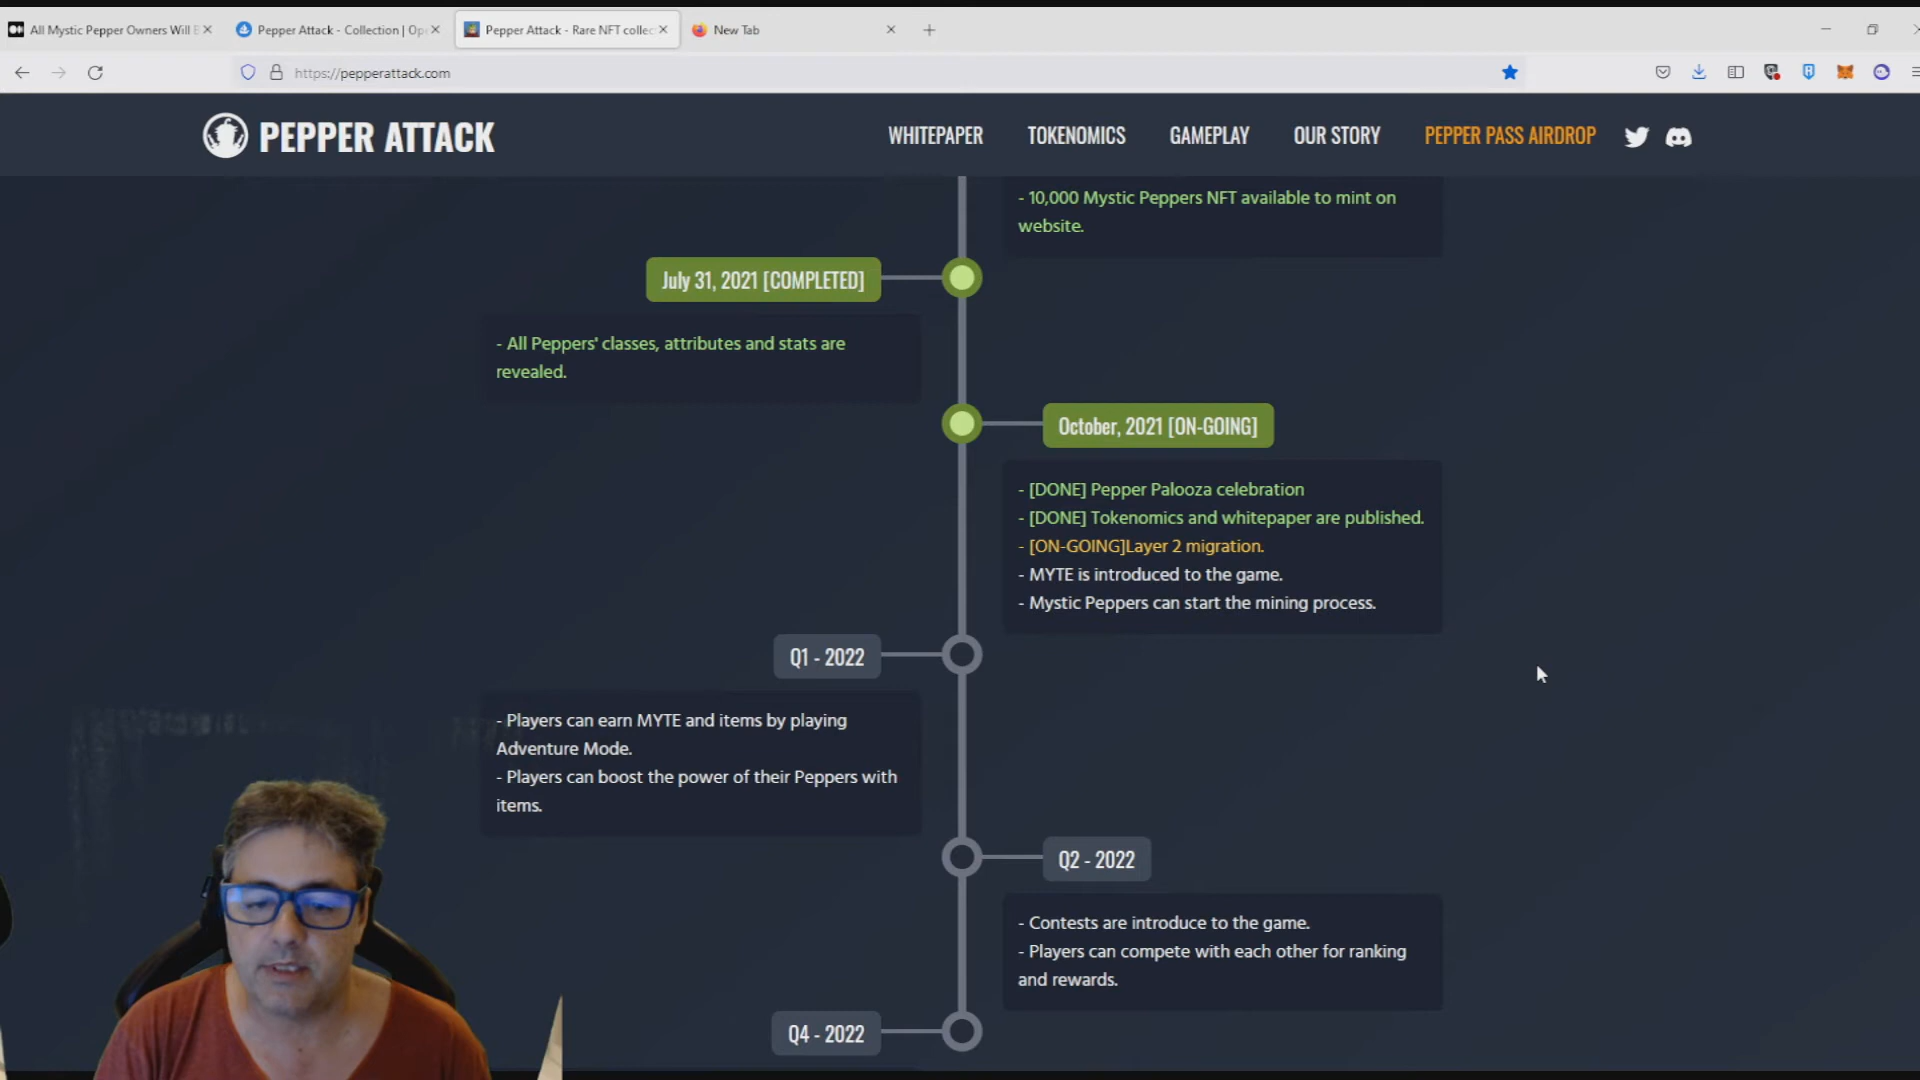 All Mystic Pepper Owners Will B
Pepper Attack - Collection | Ope
Pepper Attack - Rare NFT collec
New Tab
https://pepperattack.com
PEPPER ATTACK
WHITEPAPER
TOKENOMICS
GAMEPLAY
OUR STORY
PEPPER PASS AIRDROP
- 10,000 Mystic Peppers NFT available to mint on
website.
July 31, 2021 [COMPLETED]
- All Peppers' classes, attributes and stats are
revealed.
October, 2021 [ON-GOING]
- [DONE] Pepper Palooza celebration
- [DONE] Tokenomics and whitepaper are published.
- [ON-GOING]Layer 2 migration.
- MYTE is introduced to the game.
- Mystic Peppers can start the mining process.
Q1 - 2022
- Players can earn MYTE and items by playing
Adventure Mode.
- Players can boost the power of their Peppers with
items.
Q2 - 2022
- Contests are introduce to the game.
- Players can compete with each other for ranking
and rewards.
Q4 - 2022